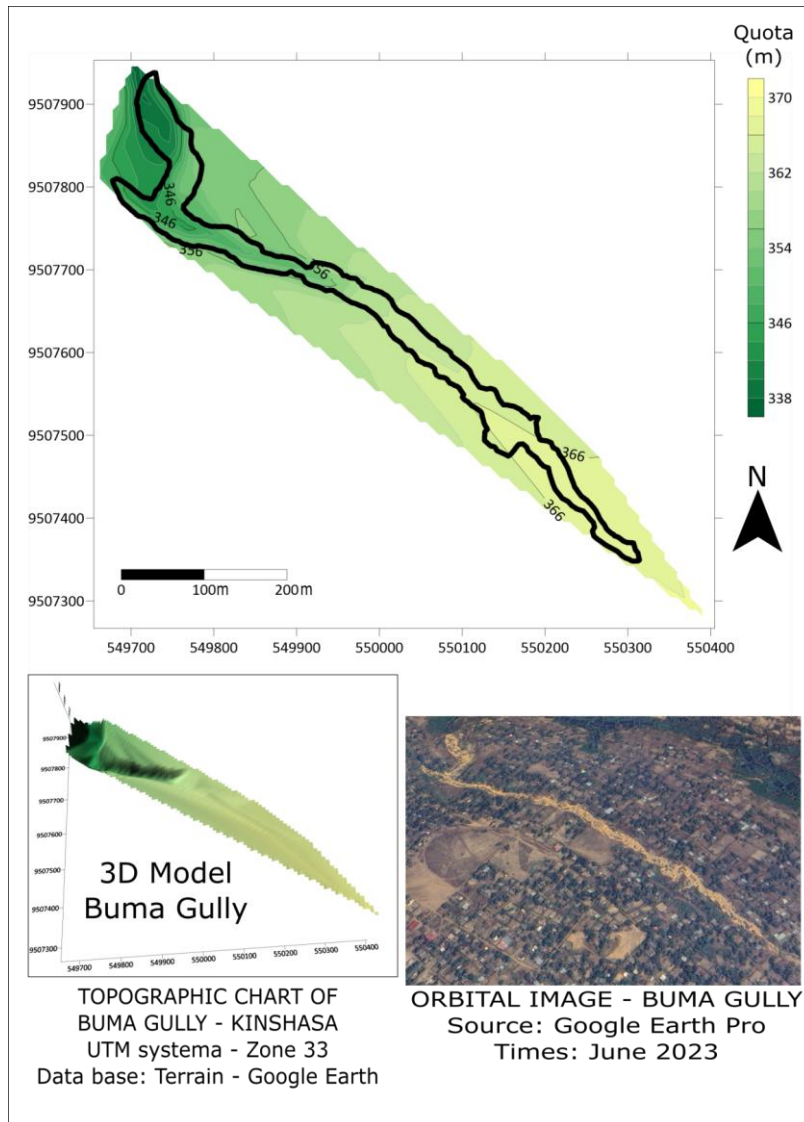 Quota
(m)
370
362
354
346
338
9507900
9507800
9507700
9507600
9507500
9507400
9507300
346
346
356
356
366
366
N
0 100m 200m
549700 549800 549900 550000 550100 550200 550300 550400
9507900
9507800
9507700
9507600
9507500
9507400
9507300
3D Model
Buma Gully
549700 549800 549900 550000 550100 550200 550300 550400
TOPOGRAPHIC CHART OF
BUMA GULLY - KINSHASA
UTM systema - Zone 33
Data base: Terrain - Google Earth
ORBITAL IMAGE - BUMA GULLY
Source: Google Earth Pro
Times: June 2023